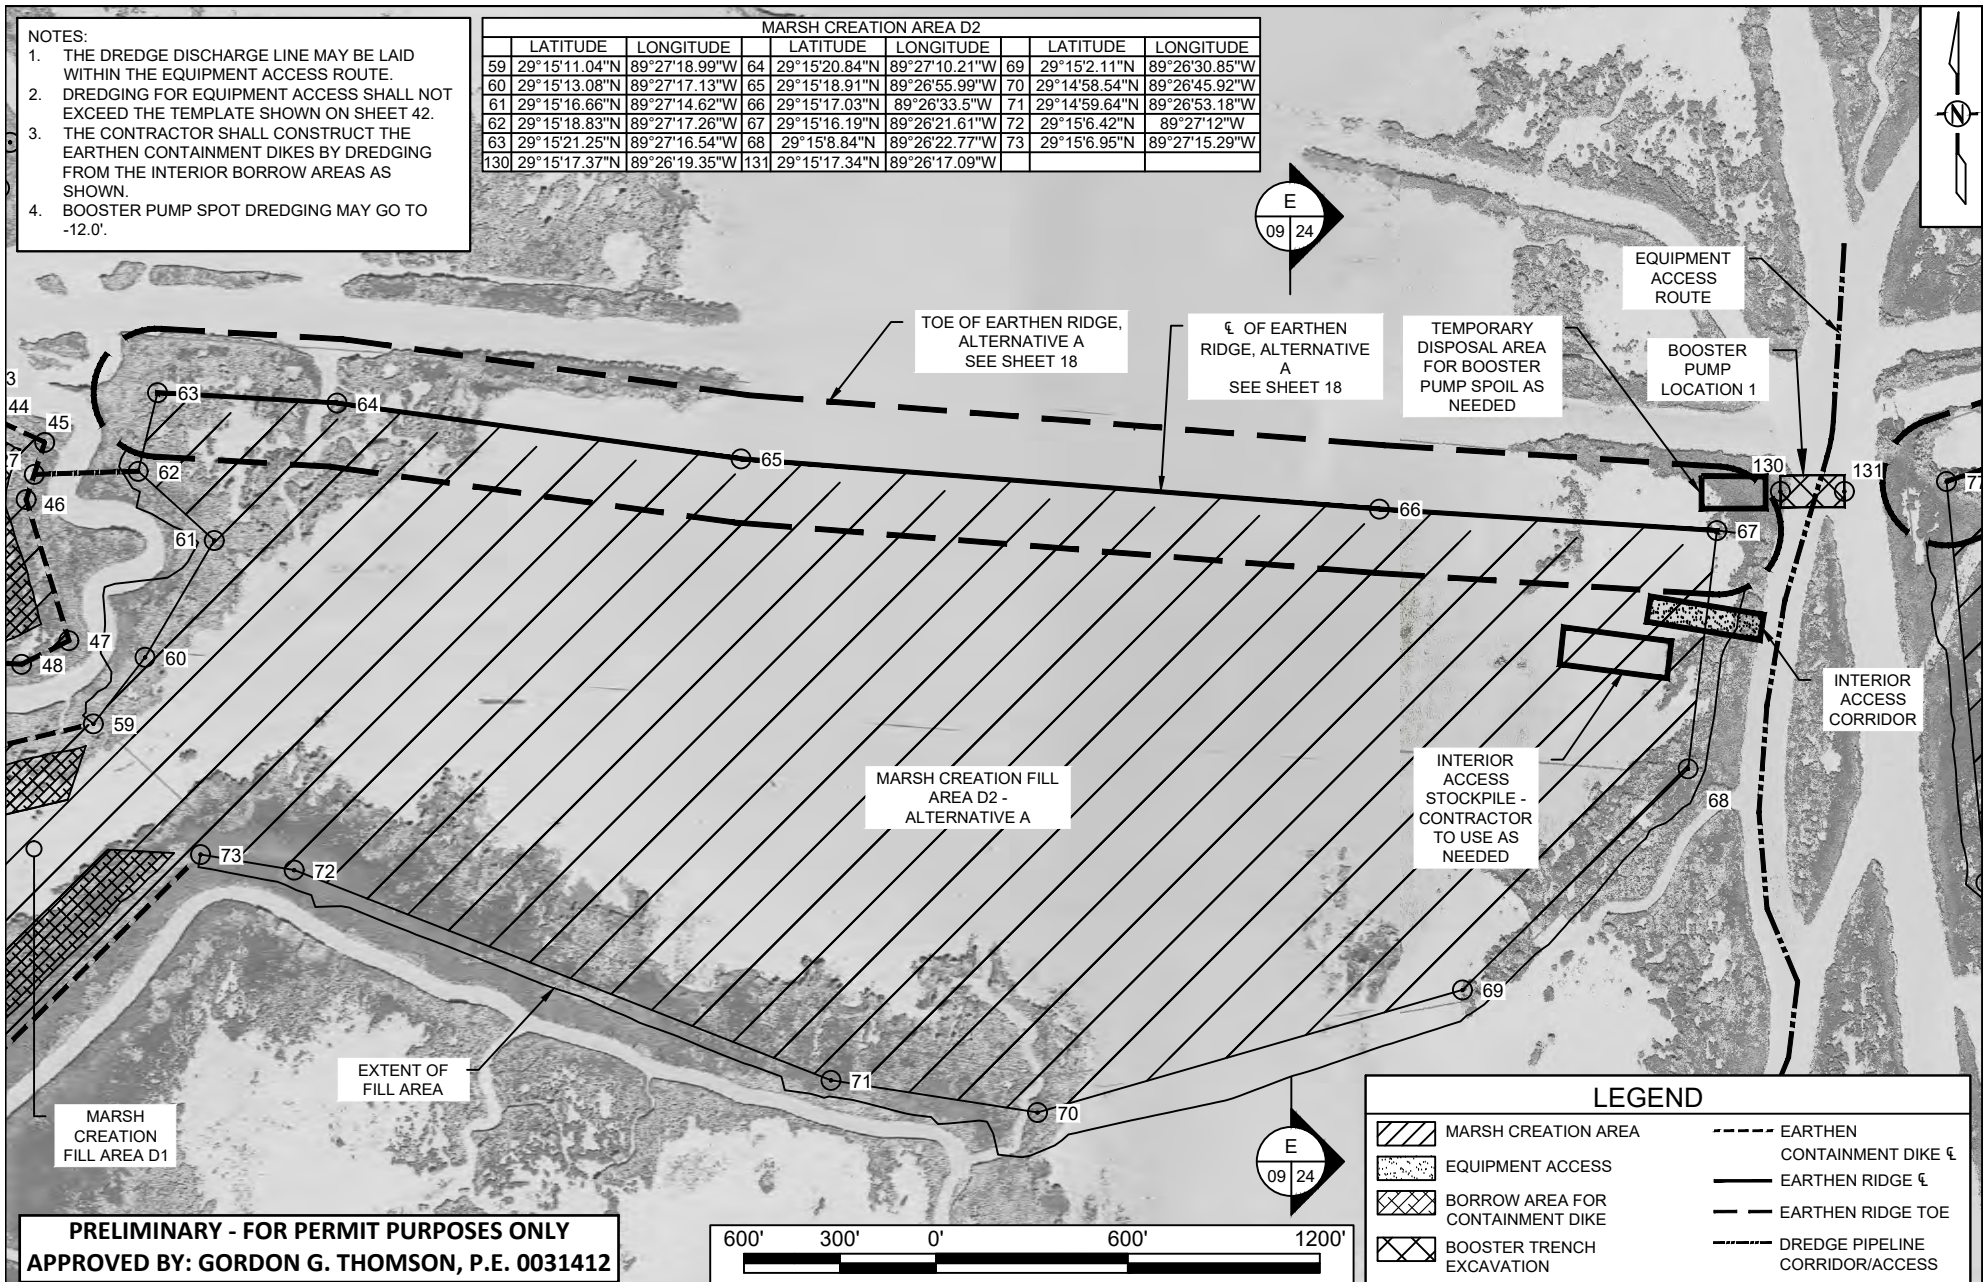 NOTES:
1. THE DREDGE DISCHARGE LINE MAY BE LAID
WITHIN THE EQUIPMENT ACCESS ROUTE.
2. DREDGING FOR EQUIPMENT ACCESS SHALL NOT
EXCEED THE TEMPLATE SHOWN ON SHEET 42.
3. THE CONTRACTOR SHALL CONSTRUCT THE
EARTHEN CONTAINMENT DIKES BY DREDGING
FROM THE INTERIOR BORROW AREAS AS
SHOWN.
4. BOOSTER PUMP SPOT DREDGING MAY GO TO
-12.0'.
MARSH CREATION AREA D2
LATITUDE LONGITUDE LATITUDE LONGITUDE LATITUDE LONGITUDE
59 29°15'11.04"N 89°27'18.99"W 64 29°15'20.84"N 89°27'10.21"W 69 29°15'2.11"N 89°26'30.85"W
60 29°15'13.08"N 89°27'17.13"W 65 29°15'18.91"N 89°26'55.99"W 70 29°14'58.54"N 89°26'45.92"W
61 29°15'16.66"N 89°27'14.62"W 66 29°15'17.03"N 89°26'33.5"W 71 29°14'59.64"N 89°26'53.18"W
62 29°15'18.83"N 89°27'17.26"W 67 29°15'16.19"N 89°26'21.61"W 72 29°15'6.42"N 89°27'12"W
63 29°15'21.25"N 89°27'16.54"W 68 29°15'8.84"N 89°26'22.77"W 73 29°15'6.95"N 89°27'15.29"W
130 29°15'17.37"N 89°26'19.35"W 131 29°15'17.34"N 89°26'17.09"W
N
E
09 24
EQUIPMENT
ACCESS
ROUTE
TOE OF EARTHEN RIDGE,
ALTERNATIVE A
SEE SHEET 18
℄ OF EARTHEN
RIDGE, ALTERNATIVE
A
SEE SHEET 18
TEMPORARY
DISPOSAL AREA
FOR BOOSTER
PUMP SPOIL AS
NEEDED
BOOSTER
PUMP
LOCATION 1
3
44
45
7
46
47
48
63
64
62
61
60
59
65
66
67
130
131
77
INTERIOR
ACCESS
CORRIDOR
INTERIOR
ACCESS
STOCKPILE -
CONTRACTOR
TO USE AS
NEEDED
MARSH CREATION FILL
AREA D2 -
ALTERNATIVE A
68
73
72
69
71
70
EXTENT OF
FILL AREA
MARSH
CREATION
FILL AREA D1
E
09 24
LEGEND
MARSH CREATION AREA
EQUIPMENT ACCESS
BORROW AREA FOR
CONTAINMENT DIKE
BOOSTER TRENCH
EXCAVATION
EARTHEN
CONTAINMENT DIKE ℄
EARTHEN RIDGE ℄
EARTHEN RIDGE TOE
DREDGE PIPELINE
CORRIDOR/ACCESS
PRELIMINARY - FOR PERMIT PURPOSES ONLY
APPROVED BY: GORDON G. THOMSON, P.E. 0031412
600' 300' 0' 600' 1200'